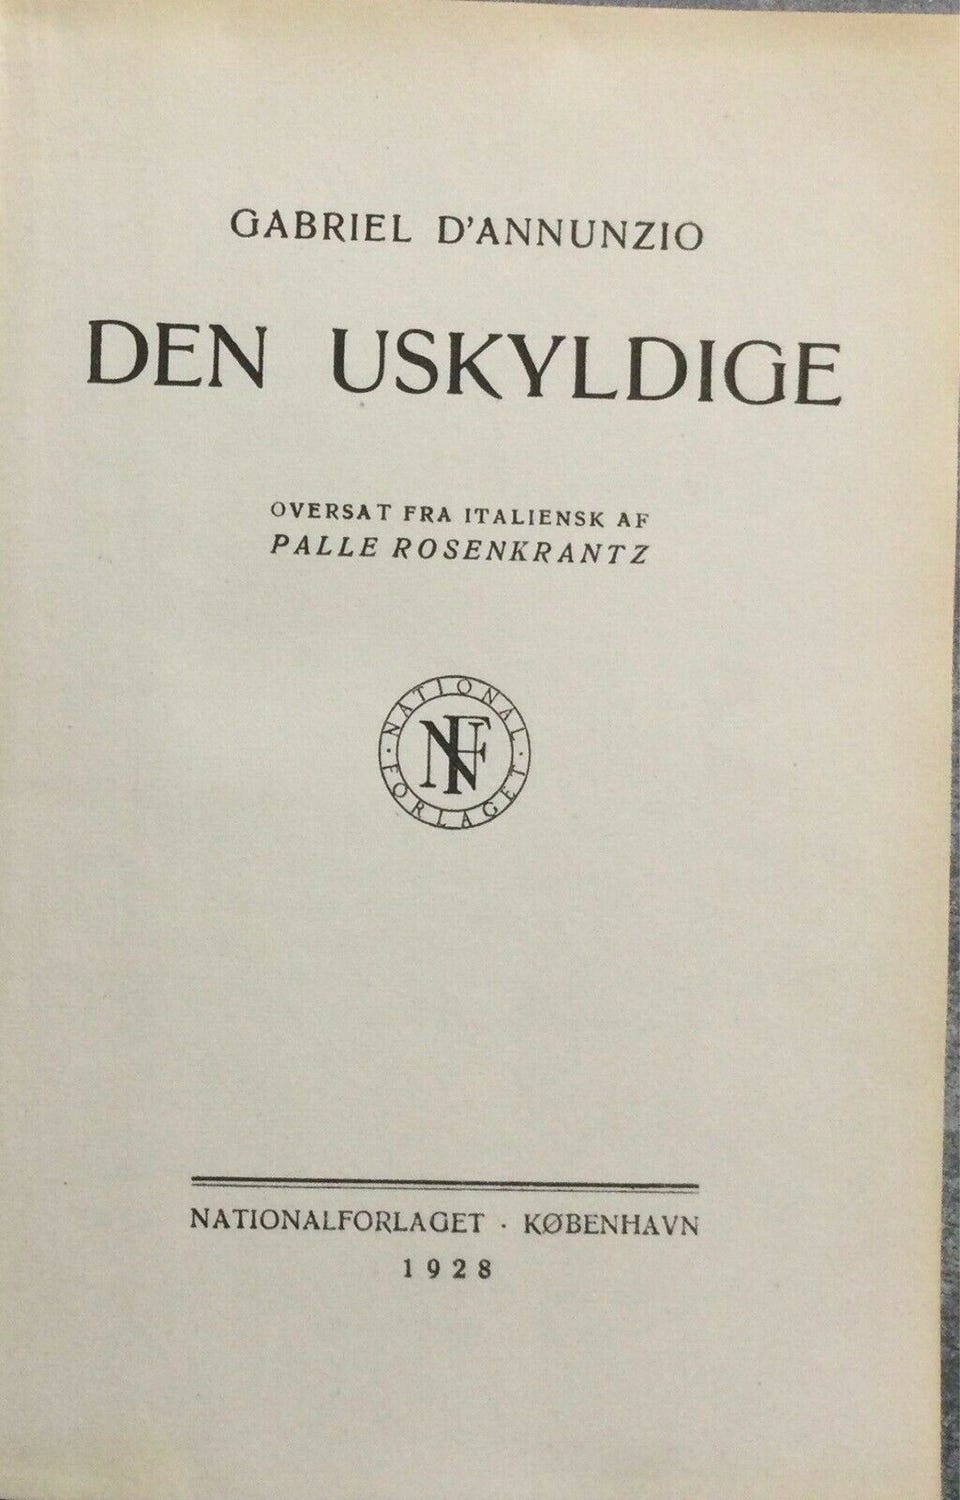 GABRIEL D'ANNUNZIO
DEN USKYLDIGE
OVERSAT FRA ITALIENSK AF
PALLE ROSENKRANTZ
· NATIONAL · FORLAGET
NF
NATIONALFORLAGET · KØBENHAVN
1928